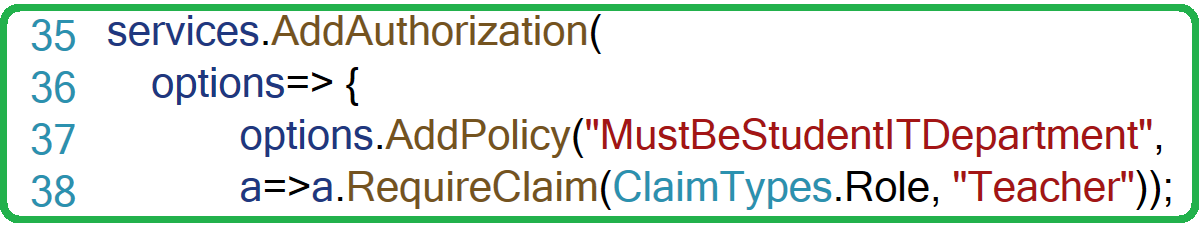 35 services.AddAuthorization(
36 options=> {
37 options.AddPolicy("MustBeStudentITDepartment",
38 a=>a.RequireClaim(ClaimTypes.Role, "Teacher"));